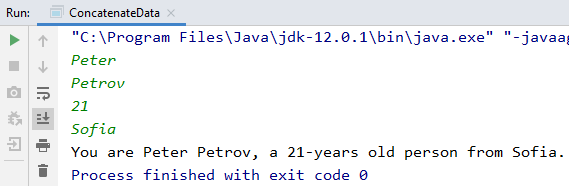 Run: ConcatenateData
"C:\Program Files\Java\jdk-12.0.1\bin\java.exe" "-javaag
Peter
Petrov
21
Sofia
You are Peter Petrov, a 21-years old person from Sofia.
Process finished with exit code 0